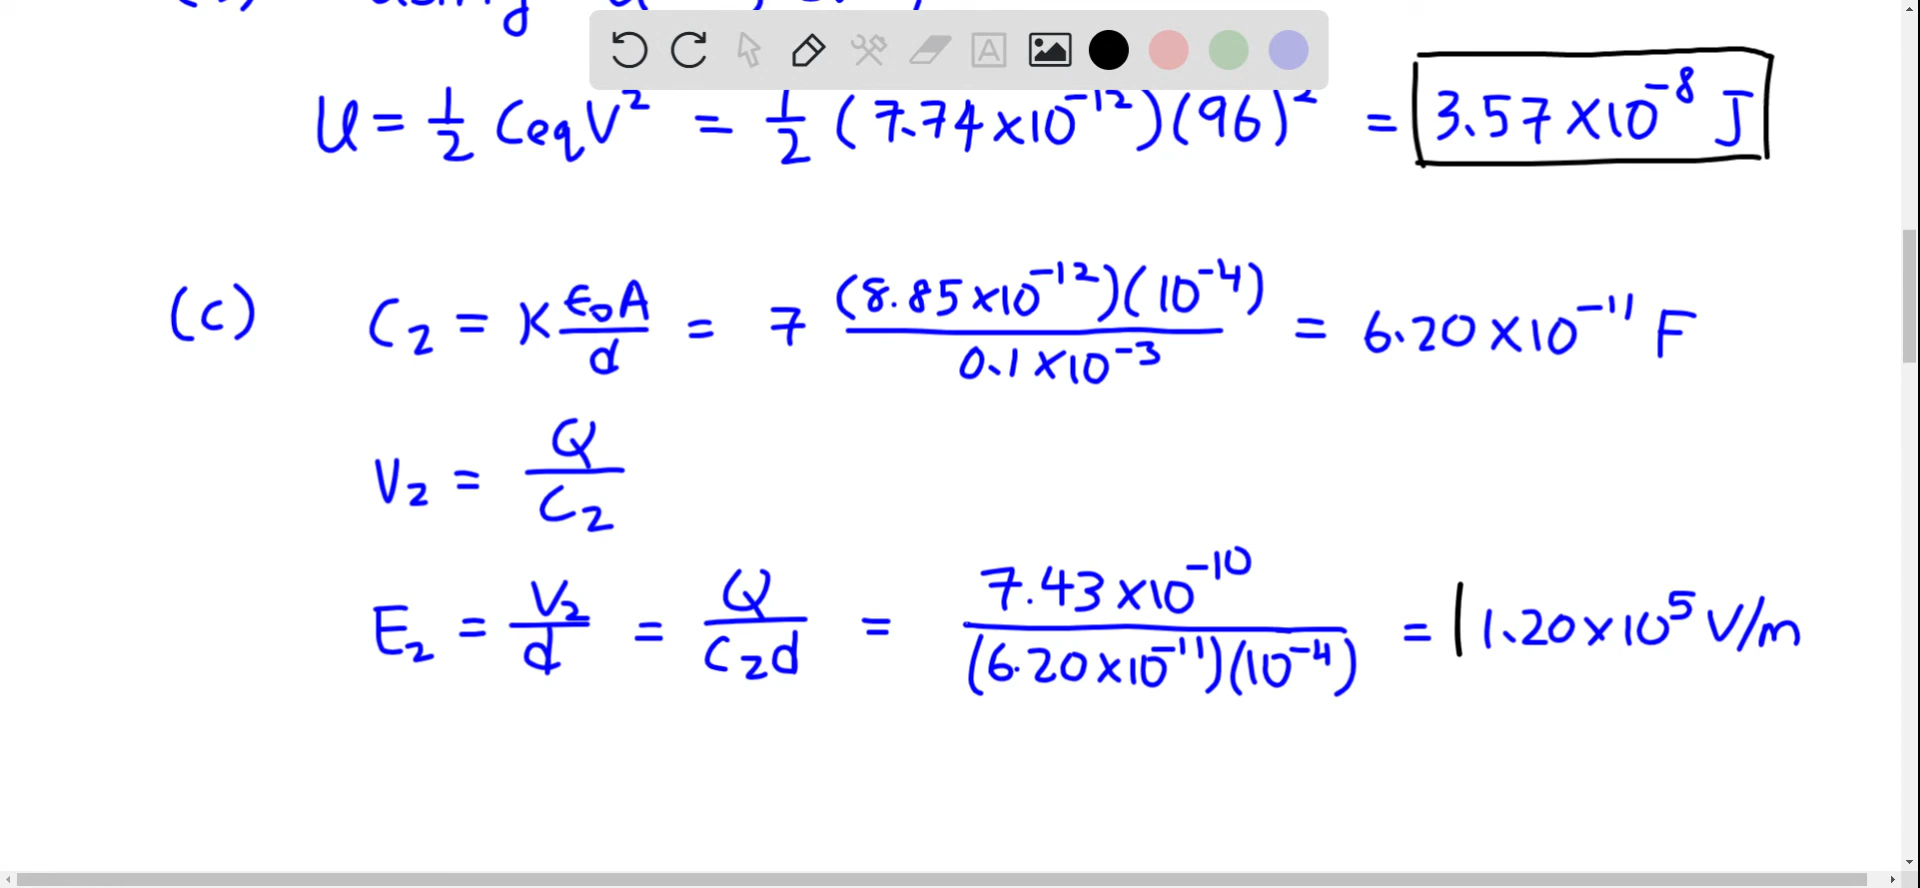 using
U = 1/2 CeqV² = 1/2 (7.74×10⁻¹²)(96)² = 3.57×10⁻⁸ J
(c) C₂ = K ε₀A/d = 7 (8.85×10⁻¹²)(10⁻⁴)/0.1×10⁻³ = 6.20×10⁻¹¹ F
V₂ = Q/C₂
E₂ = V₂/d = Q/C₂d = 7.43×10⁻¹⁰/(6.20×10⁻¹¹)(10⁻⁴) = 1.20×10⁵ V/m